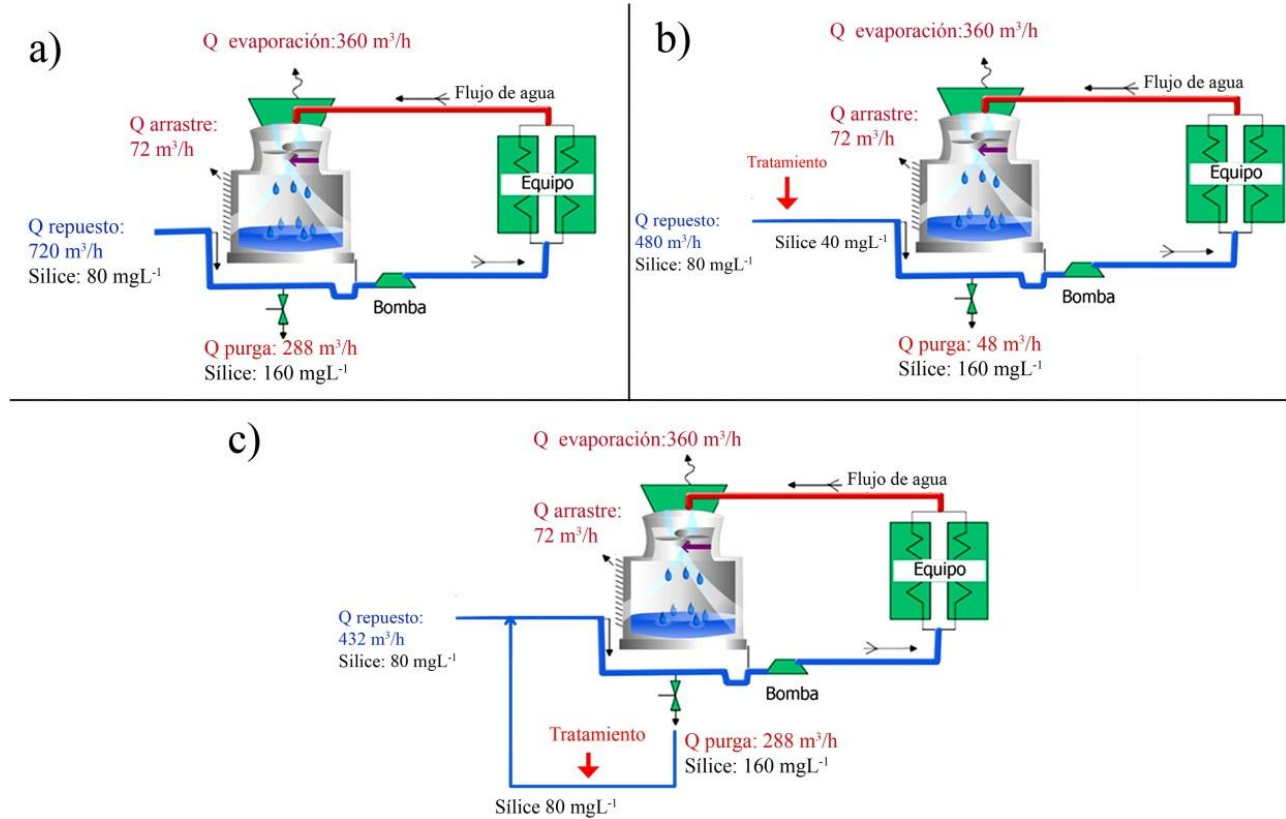 a)
Q evaporación:360 m³/h
Flujo de agua
Q arrastre:
72 m³/h
Equipo
Q repuesto:
720 m³/h
Silice: 80 mgL⁻¹
Bomba
Q purga: 288 m³/h
Sílice: 160 mgL⁻¹
b)
Q evaporación:360 m³/h
Flujo de agua
Q arrastre:
72 m³/h
Tratamiento
Equipo
Q repuesto:
480 m³/h
Silice: 80 mgL⁻¹
Sílice 40 mgL⁻¹
Bomba
Q purga: 48 m³/h
Sílice: 160 mgL⁻¹
c)
Q evaporación:360 m³/h
Flujo de agua
Q arrastre:
72 m³/h
Equipo
Q repuesto:
432 m³/h
Silice: 80 mgL⁻¹
Bomba
Tratamiento
Q purga: 288 m³/h
Sílice: 160 mgL⁻¹
Sílice 80 mgL⁻¹